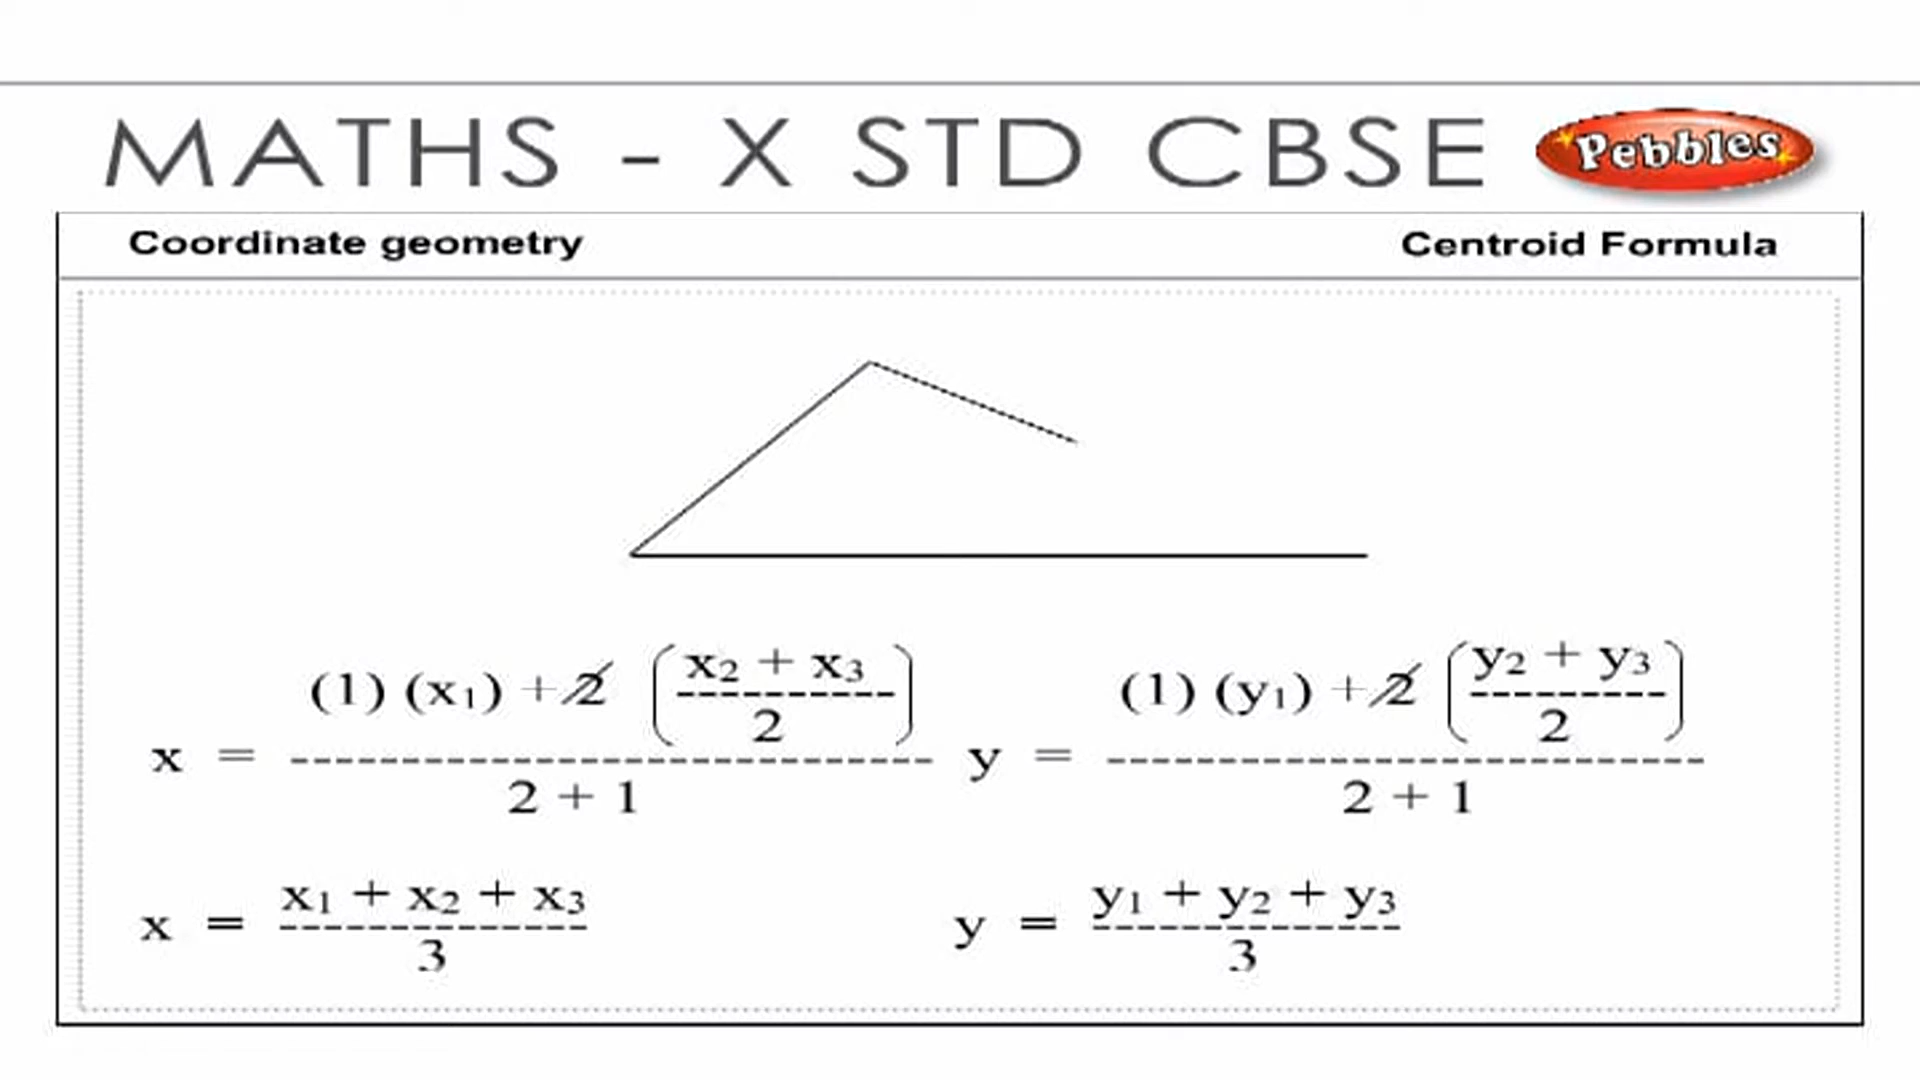 MATHS - X STD CBSE Pebbles
Coordinate geometry Centroid Formula
x = (1) (x1) + 2 (x2 + x3 / 2) / 2 + 1 y = (1) (y1) + 2 (y2 + y3 / 2) / 2 + 1
x = x1 + x2 + x3 / 3 y = y1 + y2 + y3 / 3